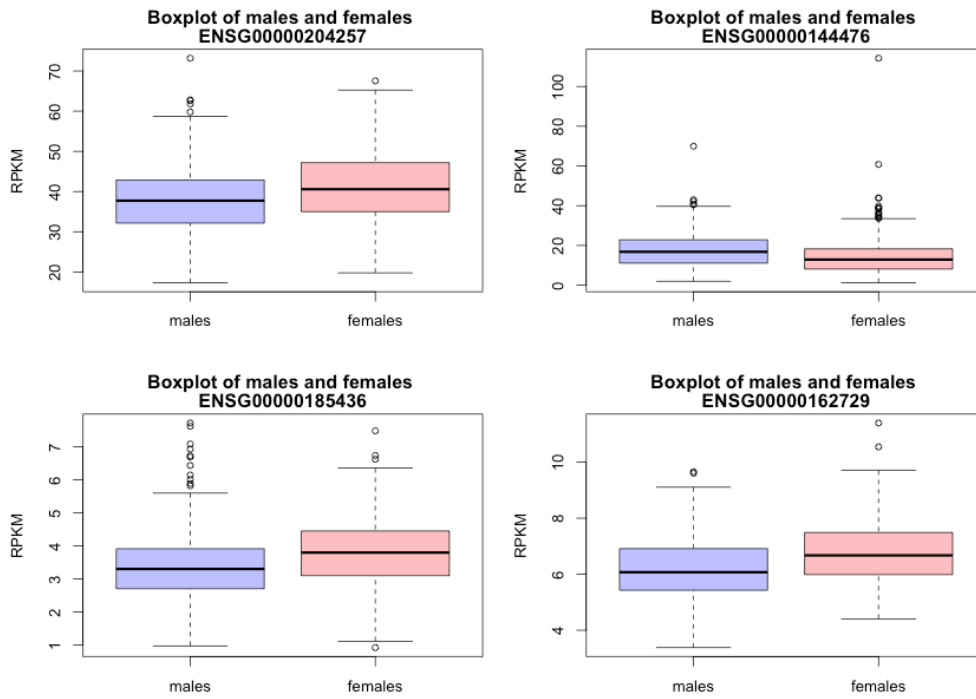 Boxplot of males and females
ENSG00000204257
RPKM
70
60
50
40
30
20
males females
Boxplot of males and females
ENSG00000144476
RPKM
100
80
60
40
20
0
males females
Boxplot of males and females
ENSG00000185436
RPKM
7
6
5
4
3
2
1
males females
Boxplot of males and females
ENSG00000162729
RPKM
10
8
6
4
males females